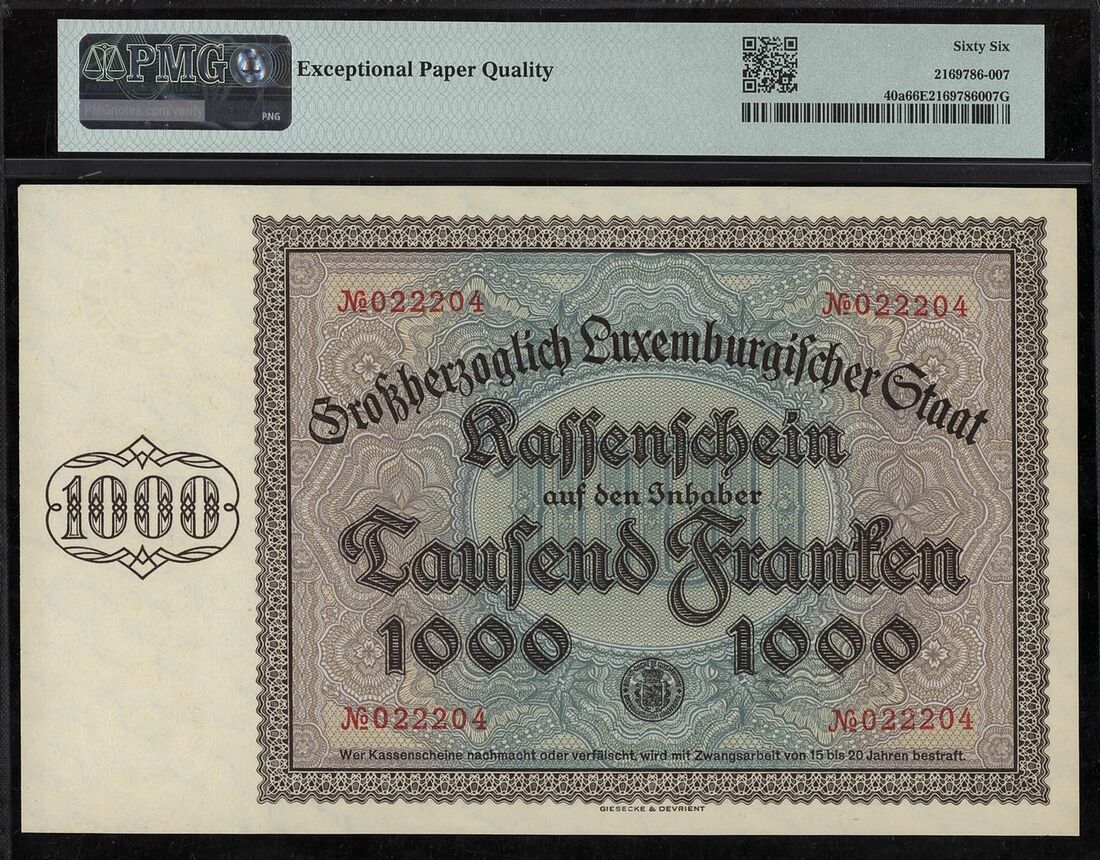 PMG
Exceptional Paper Quality
PMGnotes.com/verify
PNG
Sixty Six
2169786-007
40a66E2169786007G
№022204 №022204
Großherzoglich Luxemburgischer Staat
Kassenschein
auf den Inhaber
Tausend Franken
1000
1000 1000
№022204 №022204
Wer Kassenscheine nachmacht oder verfälscht, wird mit Zwangsarbeit von 15 bis 20 Jahren bestraft.
GIESECKE & DEVRIENT